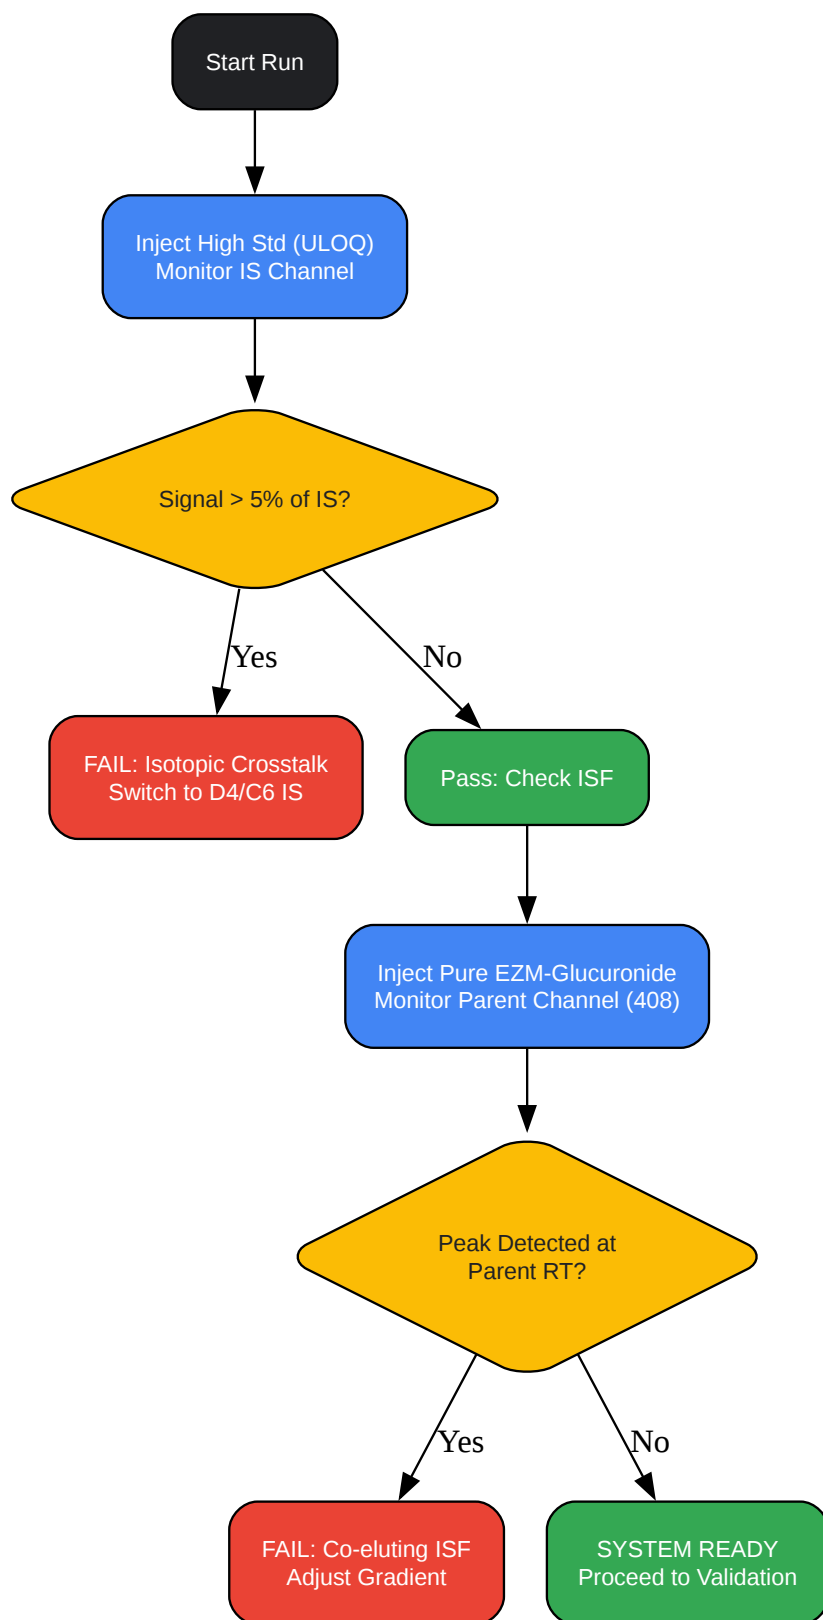 Start Run
Inject High Std (ULOQ)
Monitor IS Channel
Signal > 5% of IS?
Yes
No
FAIL: Isotopic Crosstalk
Switch to D4/C6 IS
Pass: Check ISF
Inject Pure EZM-Glucuronide
Monitor Parent Channel (408)
Peak Detected at
Parent RT?
Yes
No
FAIL: Co-eluting ISF
Adjust Gradient
SYSTEM READY
Proceed to Validation